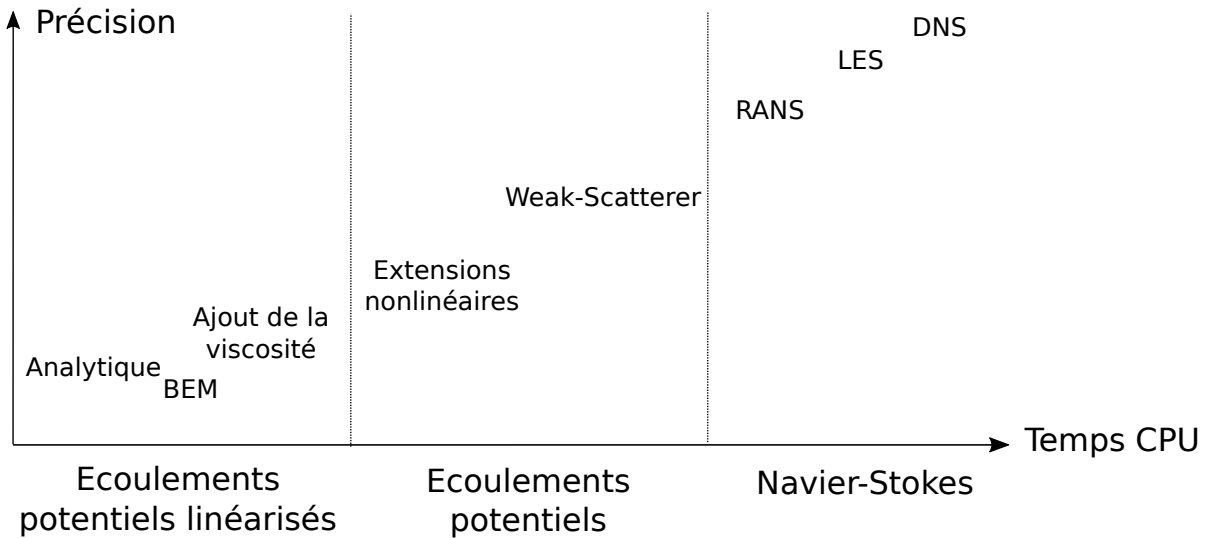 Précision
DNS
LES
RANS
Weak-Scatterer
Extensions
nonlinéaires
Ajout de la
viscosité
Analytique
BEM
Temps CPU
Ecoulements
potentiels linéarisés
Ecoulements
potentiels
Navier-Stokes